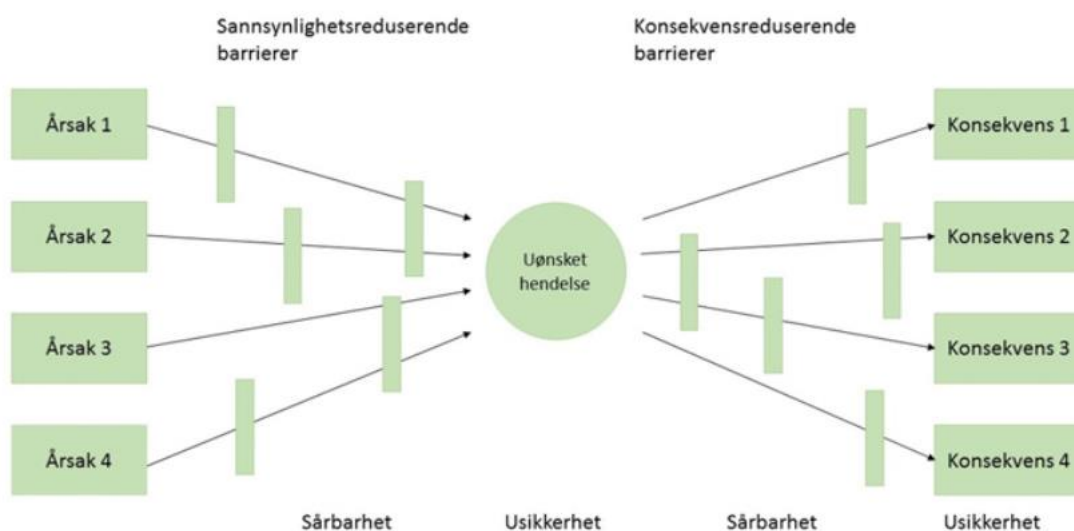 Sannsynlighetsreduserende
barrierer
Konsekvensreduserende
barrierer
Årsak 1
Årsak 2
Årsak 3
Årsak 4
Uønsket
hendelse
Konsekvens 1
Konsekvens 2
Konsekvens 3
Konsekvens 4
Sårbarhet
Usikkerhet
Sårbarhet
Usikkerhet